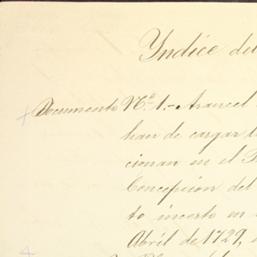 Yndice del
Documento Nº 1.- Arancel
han de cargar l
cionan en el P
Concepcion del
to inserto en
Abril de 1729,